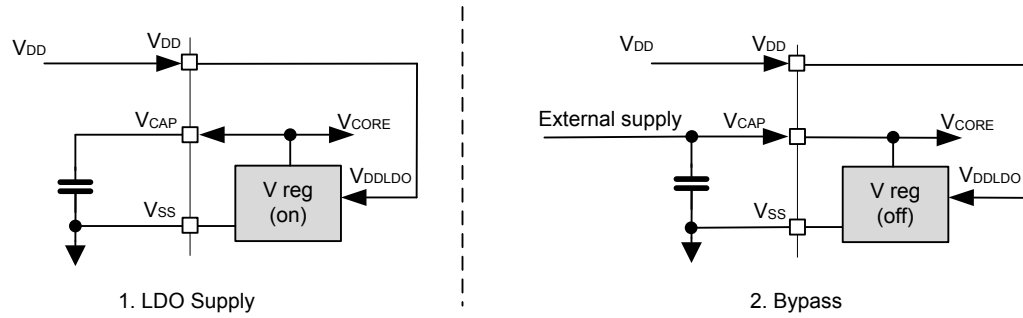 VDD
VDD
VCAP
VCORE
VDDLDO
V reg
(on)
VSS
1. LDO Supply
VDD
VDD
External supply
VCAP
VCORE
VDDLDO
V reg
(off)
VSS
2. Bypass